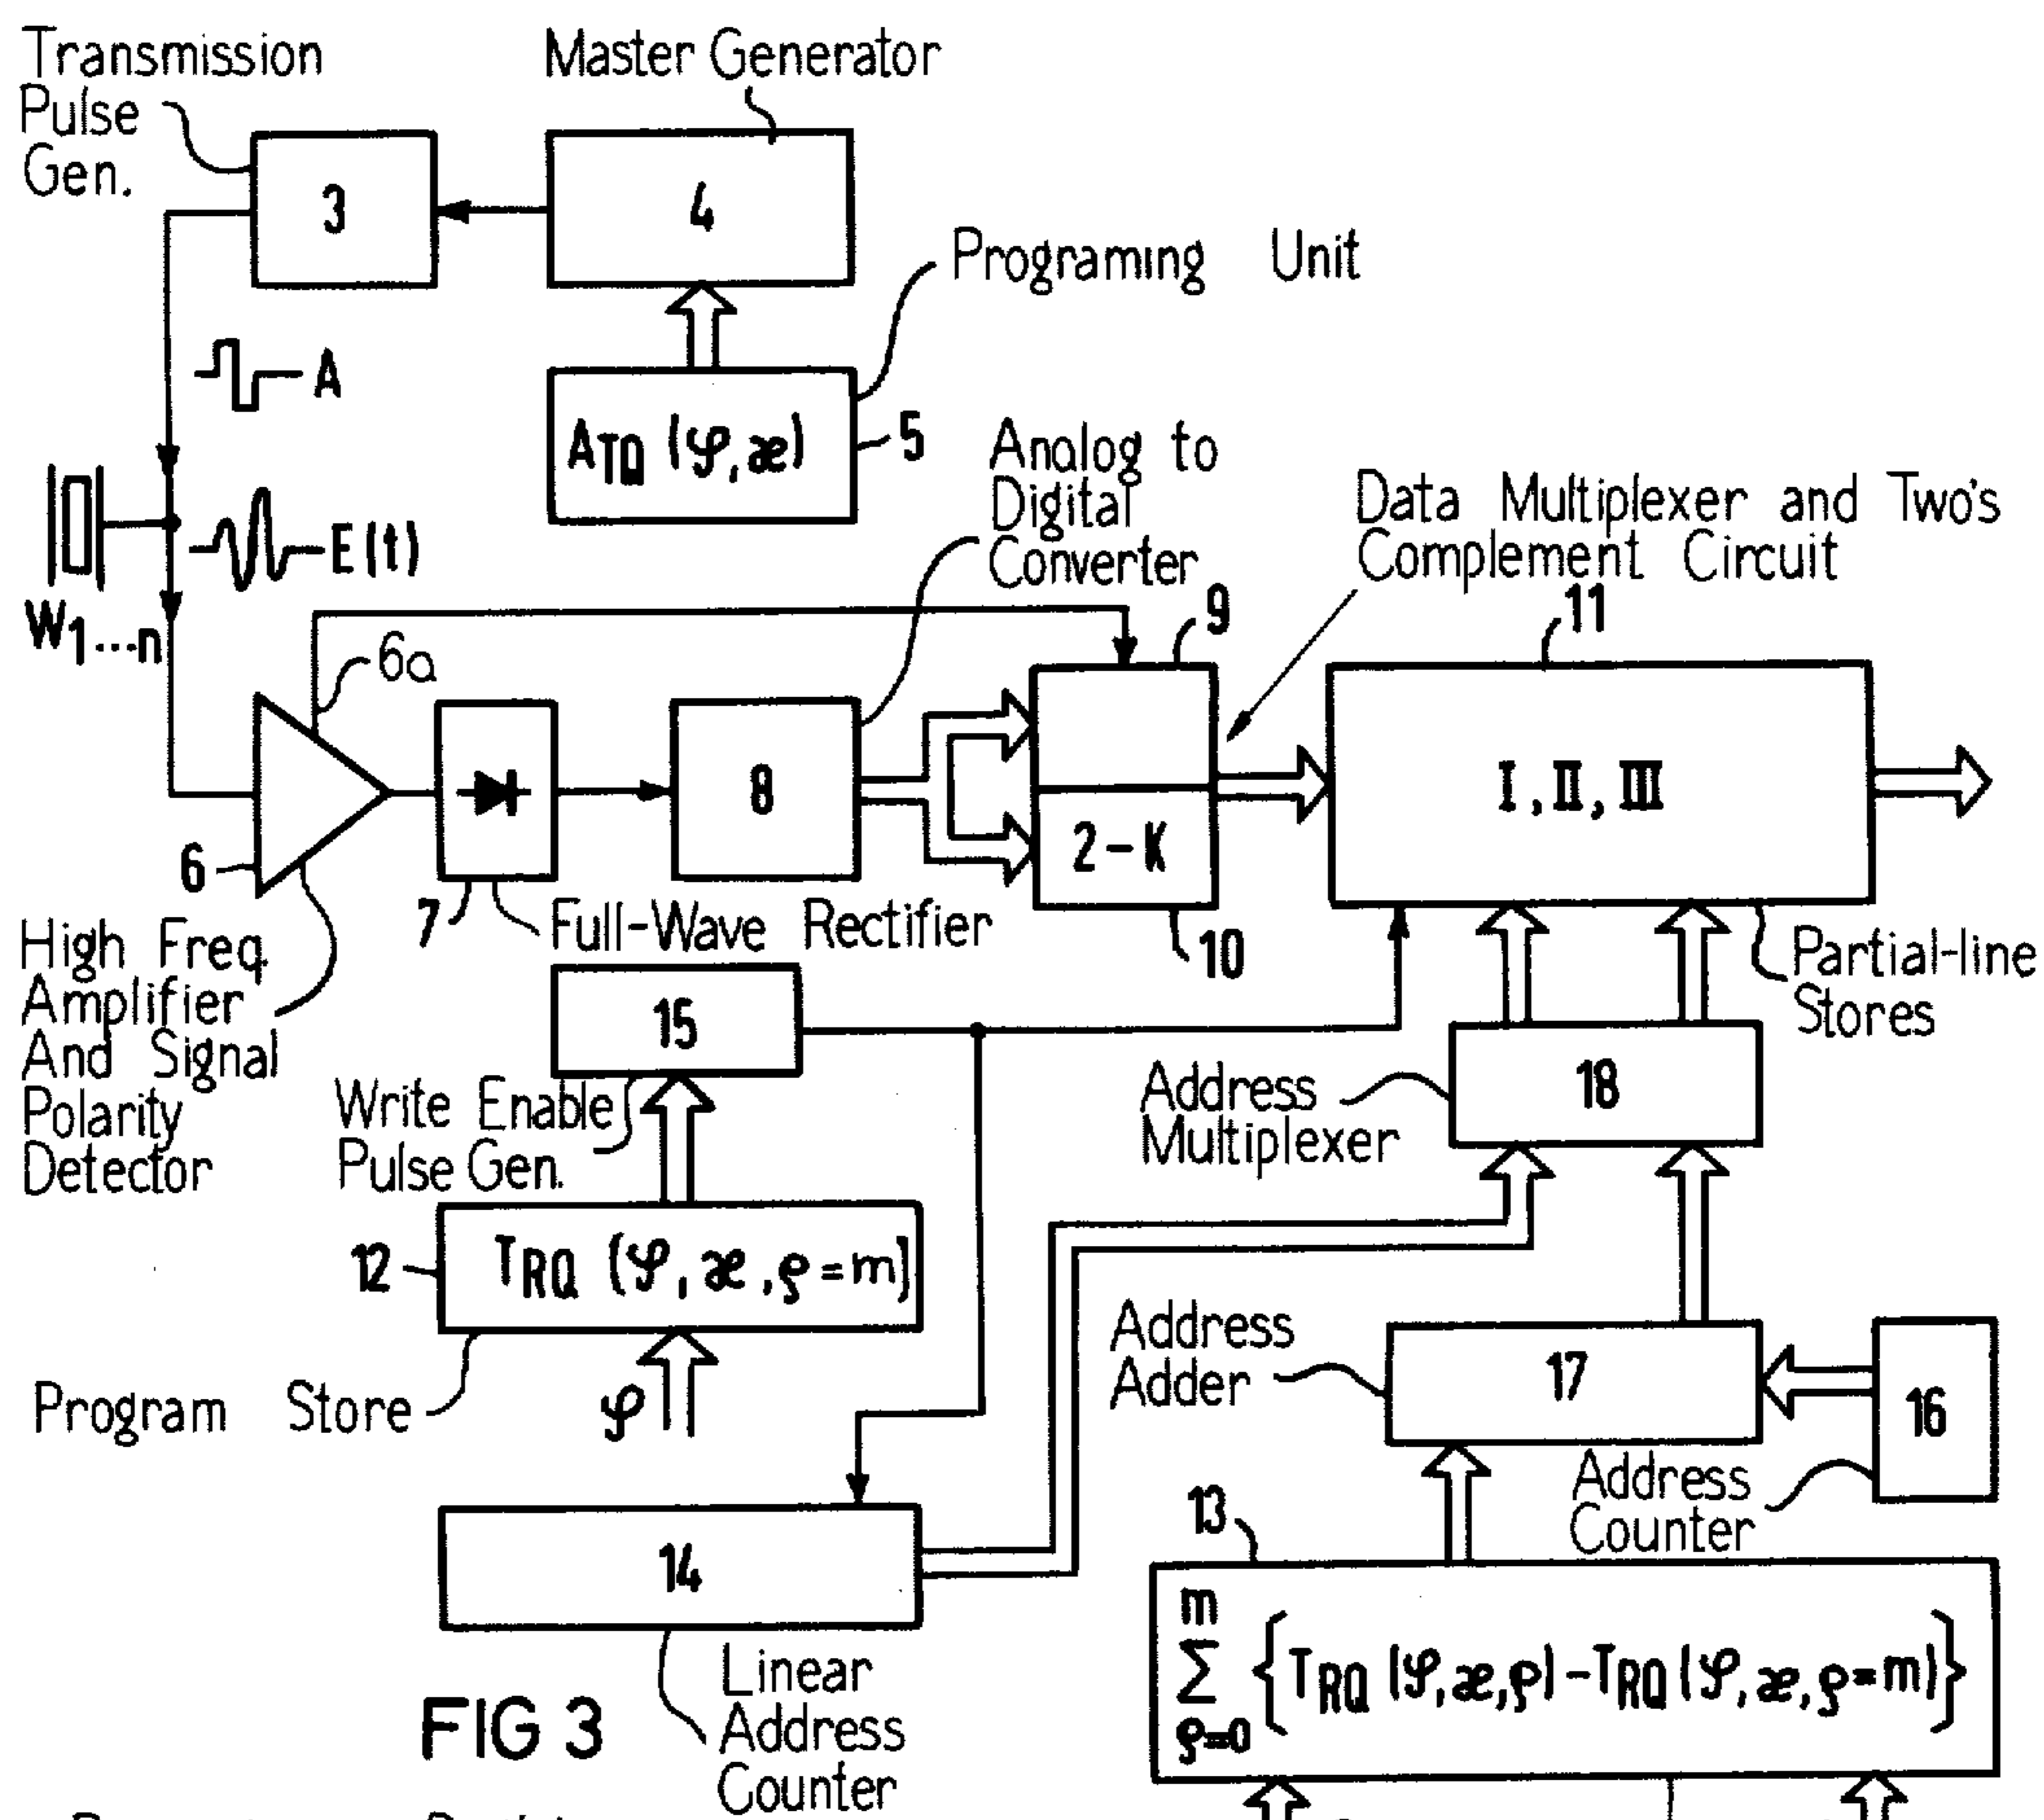 Transmission
Pulse
Gen.
Master Generator
3
4
Programing Unit
A
ATQ (φ, æ)
5
Analog to
Digital
Converter
Data Multiplexer and Two's
Complement Circuit
E(t)
W1...n
6a
9
11
6
7
8
2-K
I, II, III
10
Full-Wave Rectifier
High Freq.
Amplifier
And Signal
Polarity
Detector
Partial-line
Stores
15
Write Enable
Pulse Gen.
Address
Multiplexer
18
12
TRQ (φ, æ, ρ=m)
Program Store
φ
Address
Adder
17
16
Address
Counter
13
14
m
Σ { TRQ (φ, æ, ρ) - TRQ (φ, æ, ρ=m) }
ρ=0
Linear
Address
Counter
FIG 3